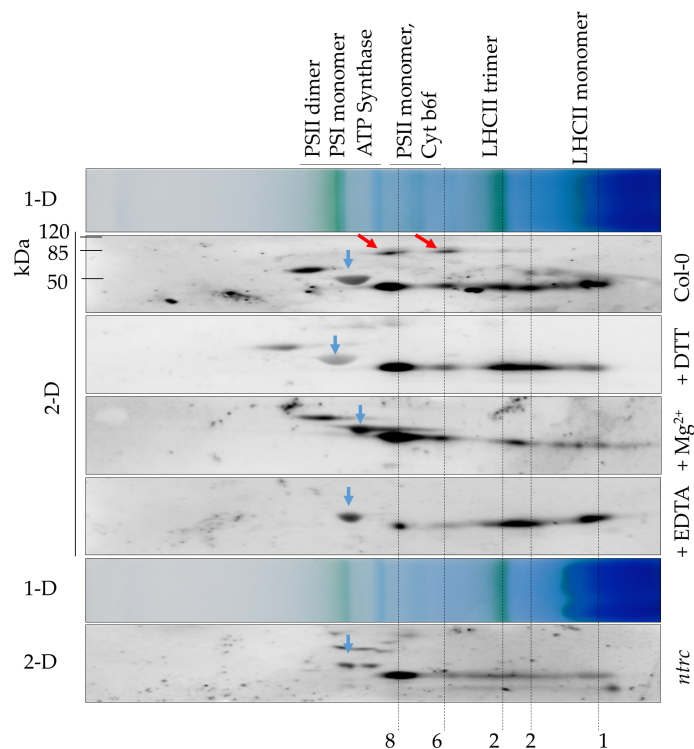 PSII dimer
PSI monomer
ATP Synthase
PSII monomer,
Cyt b6f
LHCII trimer
LHCII monomer
1-D
kDa
120
85
50
Col-0
+ DTT
2-D
+ Mg²⁺
+ EDTA
1-D
2-D
ntrc
8 6 2 2 1